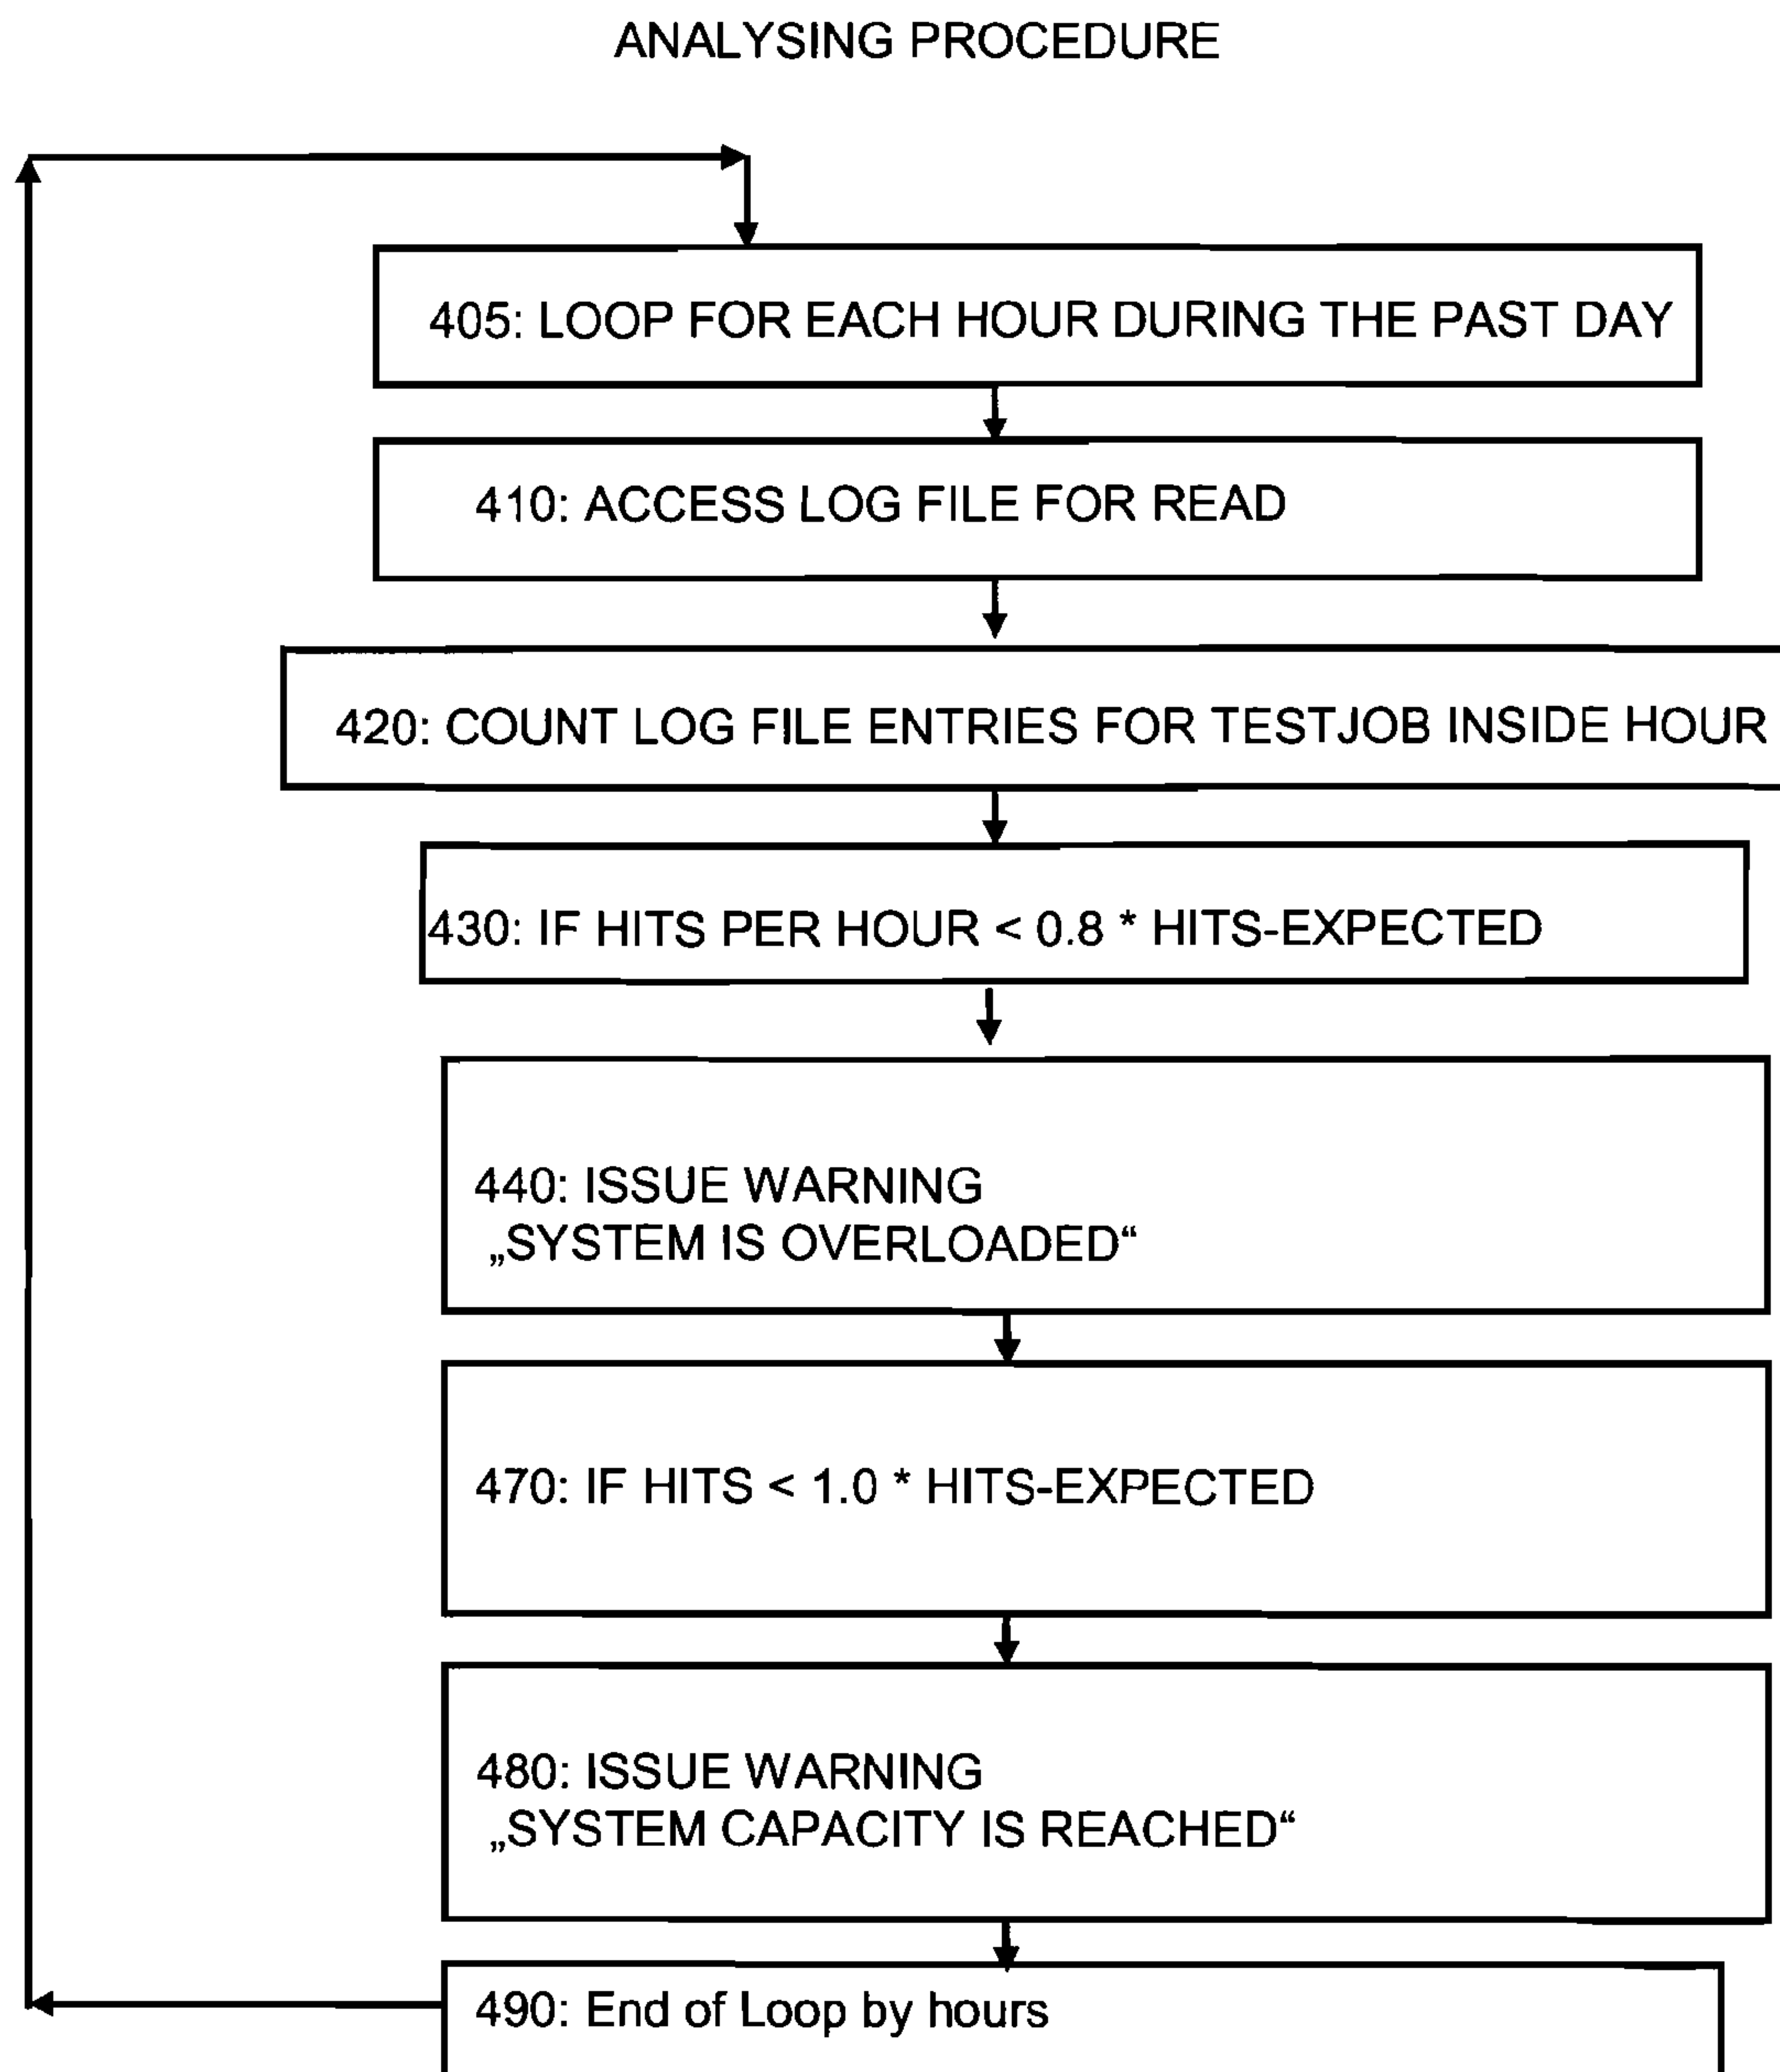 ANALYSING PROCEDURE
405: LOOP FOR EACH HOUR DURING THE PAST DAY
410: ACCESS LOG FILE FOR READ
420: COUNT LOG FILE ENTRIES FOR TESTJOB INSIDE HOUR
430: IF HITS PER HOUR < 0.8 * HITS-EXPECTED
440: ISSUE WARNING
„SYSTEM IS OVERLOADED“
470: IF HITS < 1.0 * HITS-EXPECTED
480: ISSUE WARNING
„SYSTEM CAPACITY IS REACHED“
490: End of Loop by hours